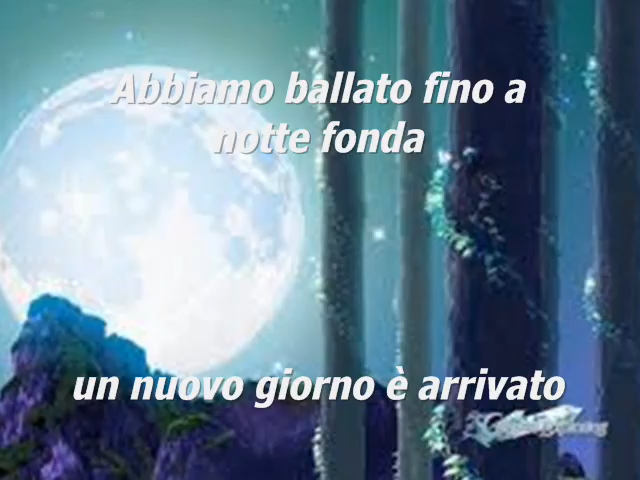 Abbiamo ballato fino a
notte fonda
un nuovo giorno è arrivato